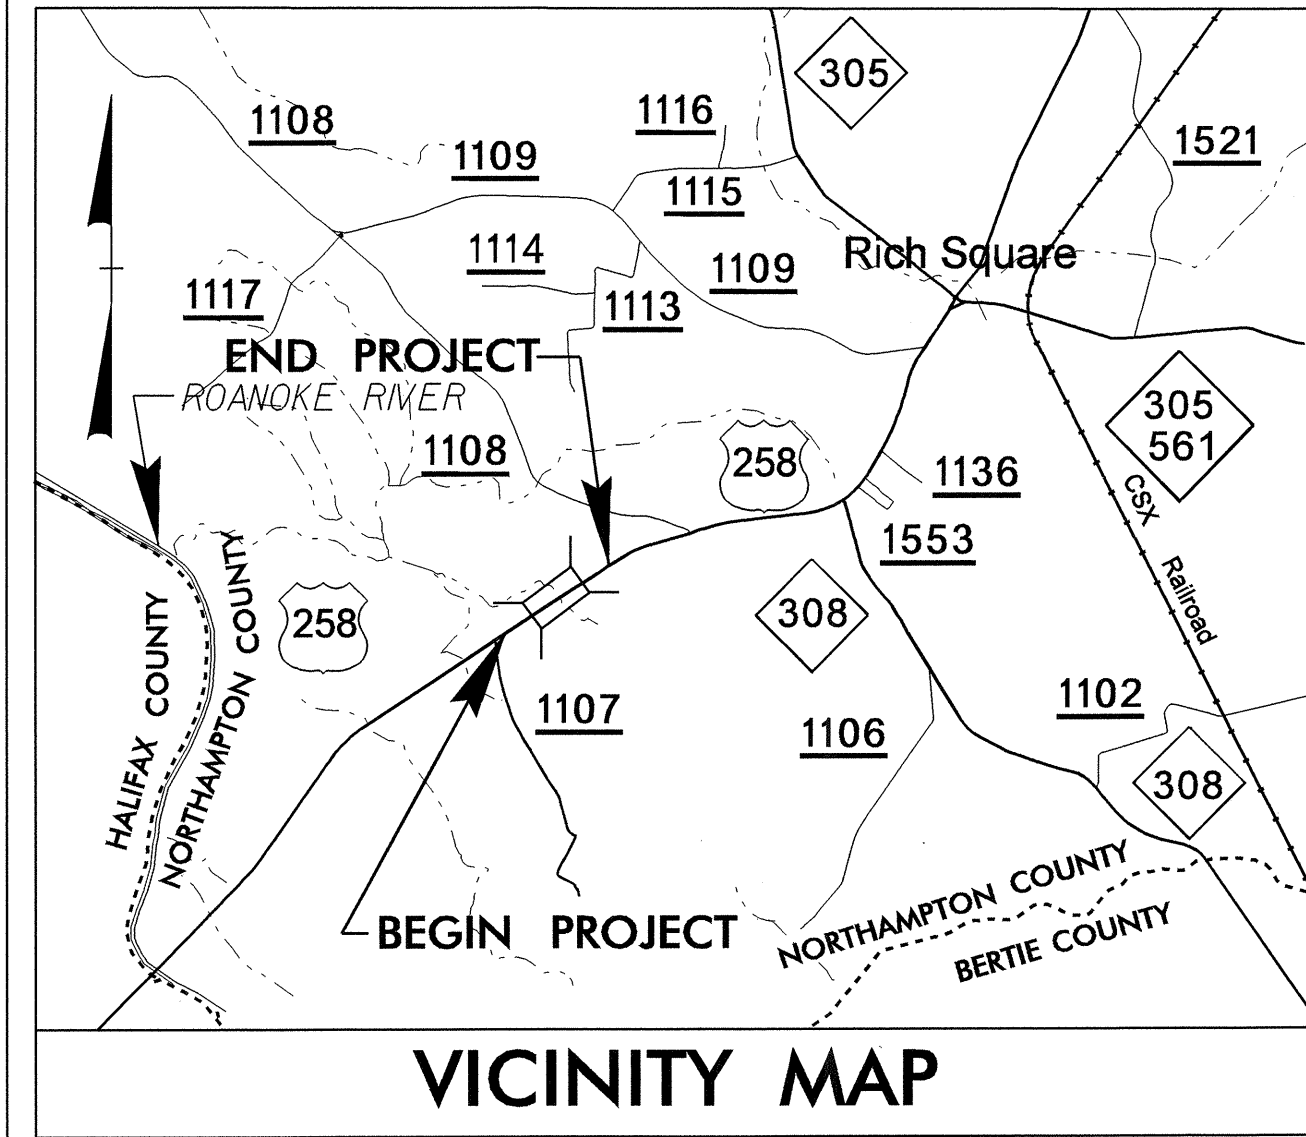 305
1116
1108
1521
1109
1115
Rich Square
1114
1109
1117
1113
END PROJECT
ROANOKE RIVER
305
561
1108
258
1136
CSX
Railroad
1553
HALIFAX COUNTY
NORTHAMPTON COUNTY
258
308
1107
1102
1106
308
BEGIN PROJECT
NORTHAMPTON COUNTY
BERTIE COUNTY
VICINITY MAP